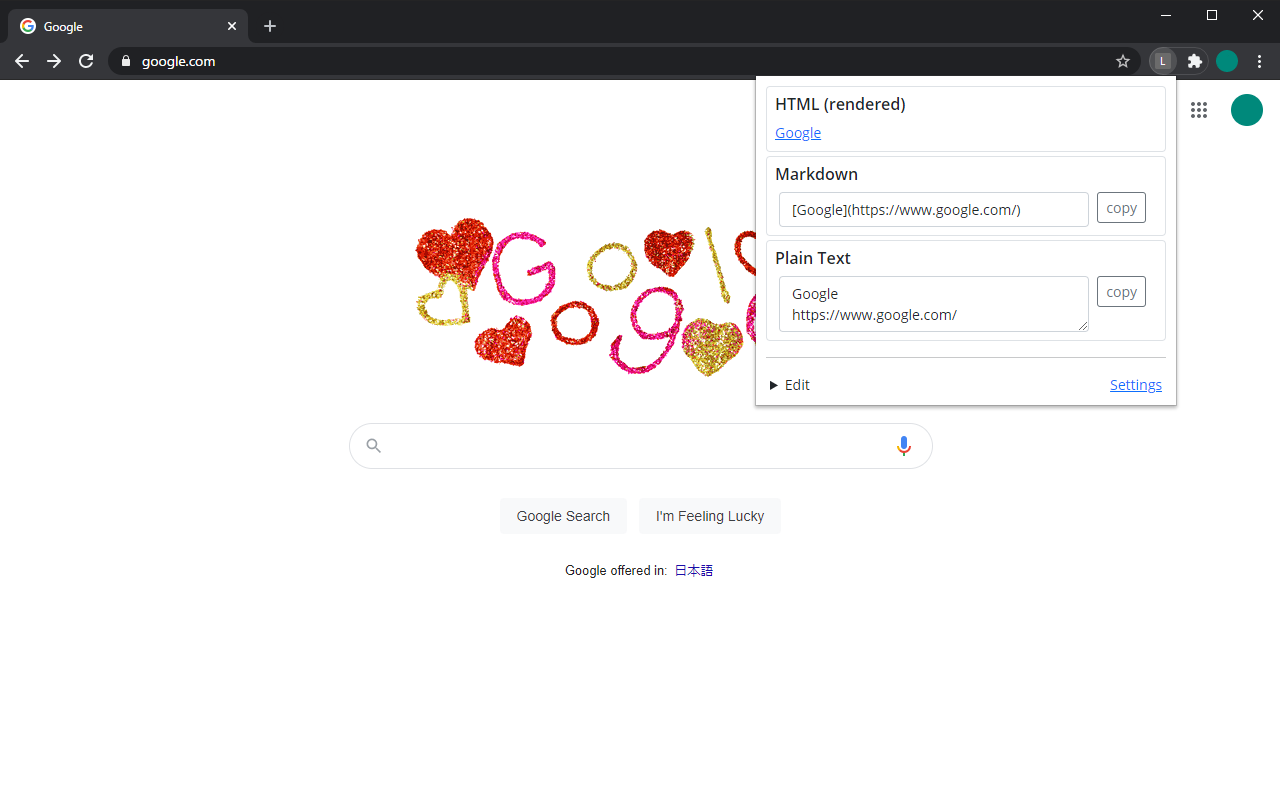 Google
google.com
L
HTML (rendered)
Google
Markdown
[Google](https://www.google.com/)
copy
Plain Text
Google
https://www.google.com/
copy
Edit
Settings
Google Search
I'm Feeling Lucky
Google offered in: 日本語